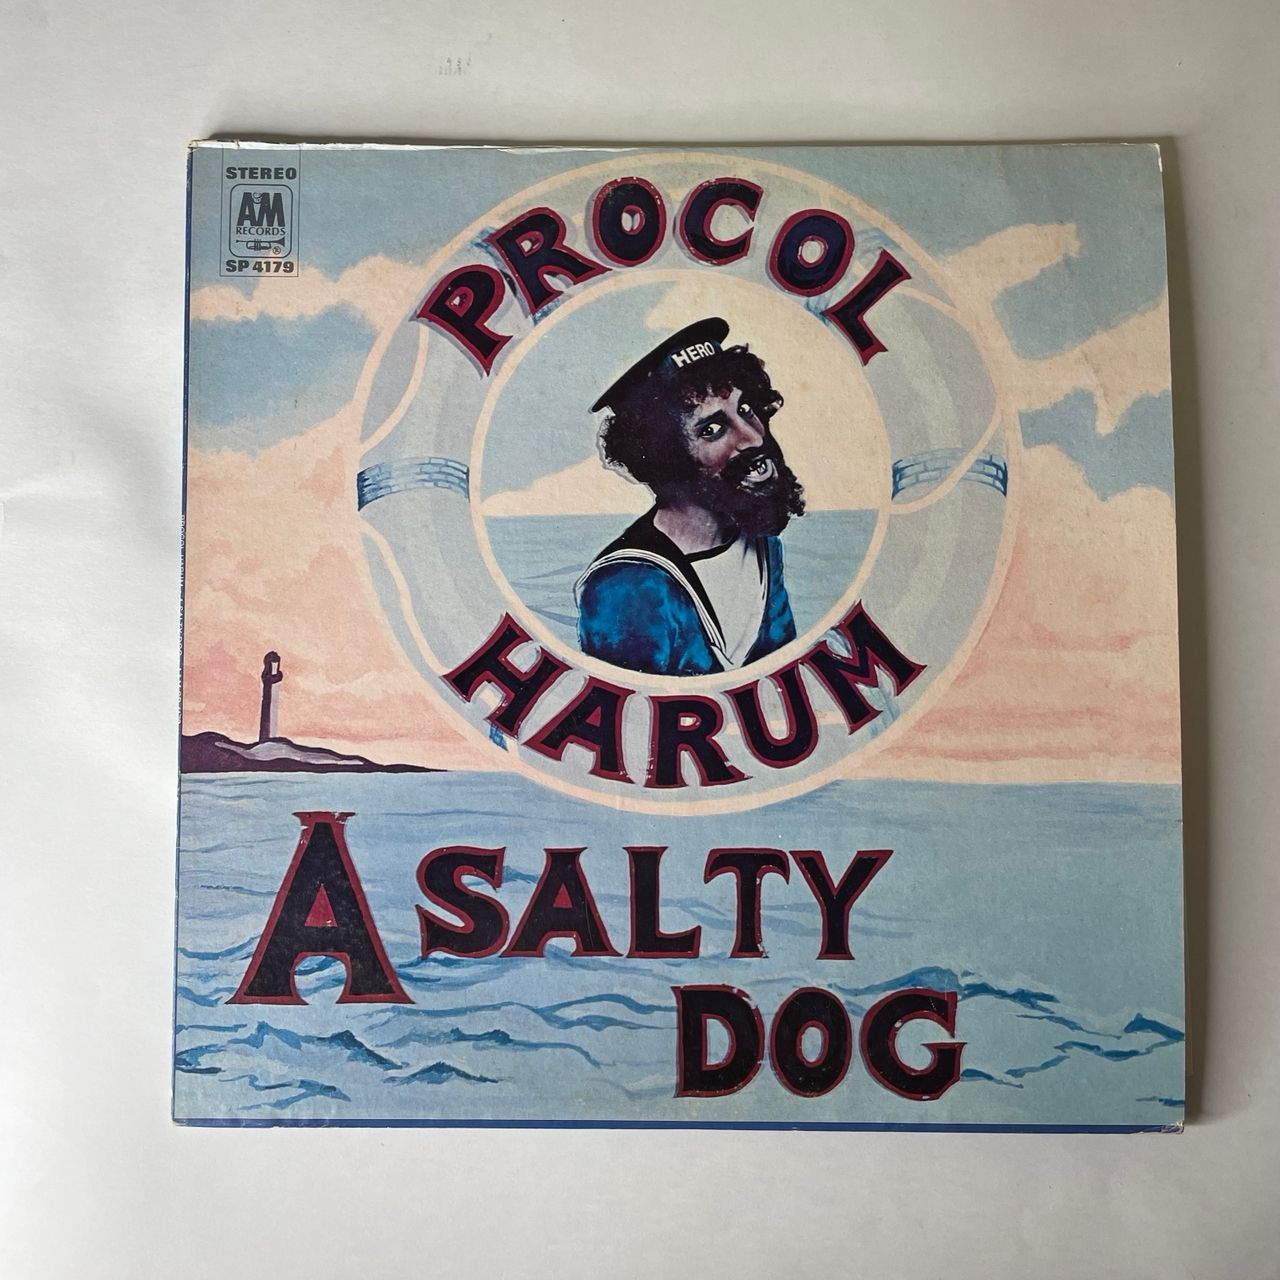 STEREO
A&M
RECORDS
®
SP 4179
PROCOL
HERO
HARUM
A SALTY
DOG